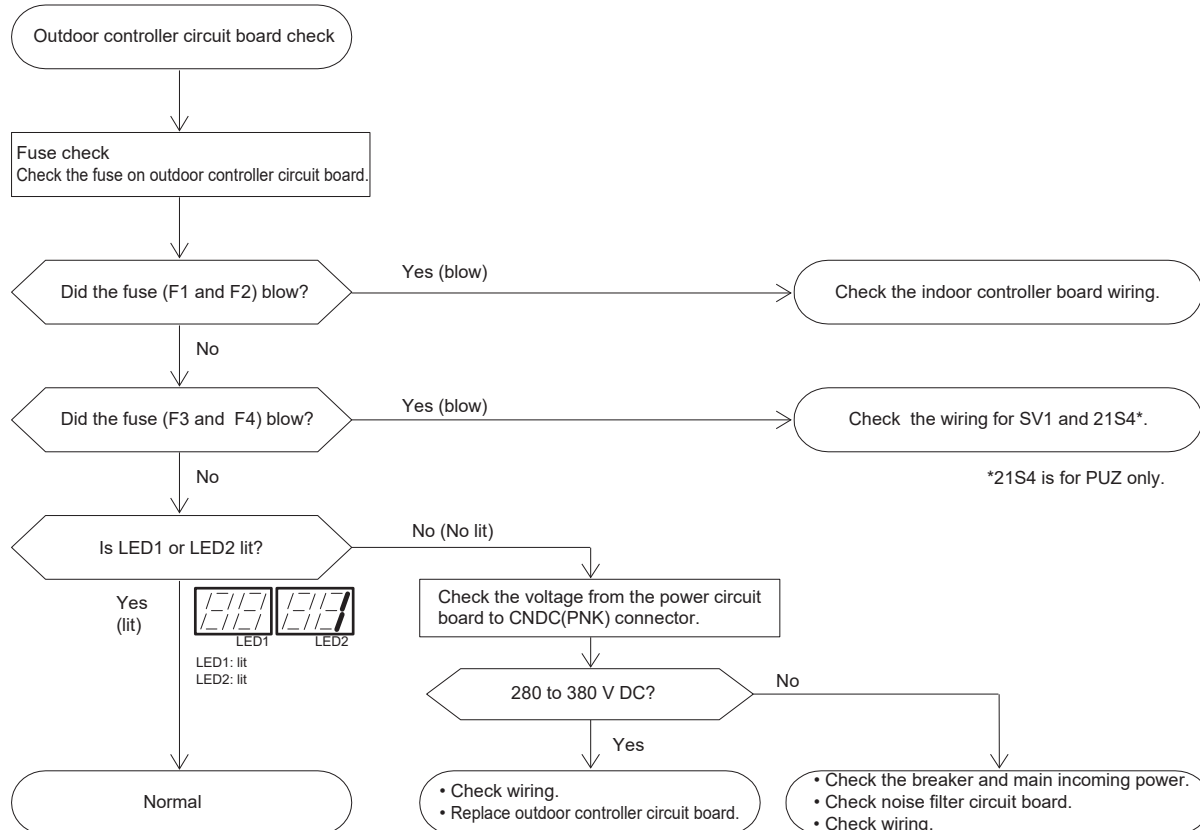 Outdoor controller circuit board check
Fuse check
Check the fuse on outdoor controller circuit board.
Did the fuse (F1 and F2) blow?
Yes (blow)
Check the indoor controller board wiring.
No
Did the fuse (F3 and F4) blow?
Yes (blow)
Check the wiring for SV1 and 21S4*.
*21S4 is for PUZ only.
No
Is LED1 or LED2 lit?
No (No lit)
Yes
(lit)
LED1 LED2
LED1: lit
LED2: lit
Check the voltage from the power circuit
board to CNDC(PNK) connector.
280 to 380 V DC?
No
Yes
Normal
• Check wiring.
• Replace outdoor controller circuit board.
• Check the breaker and main incoming power.
• Check noise filter circuit board.
• Check wiring.